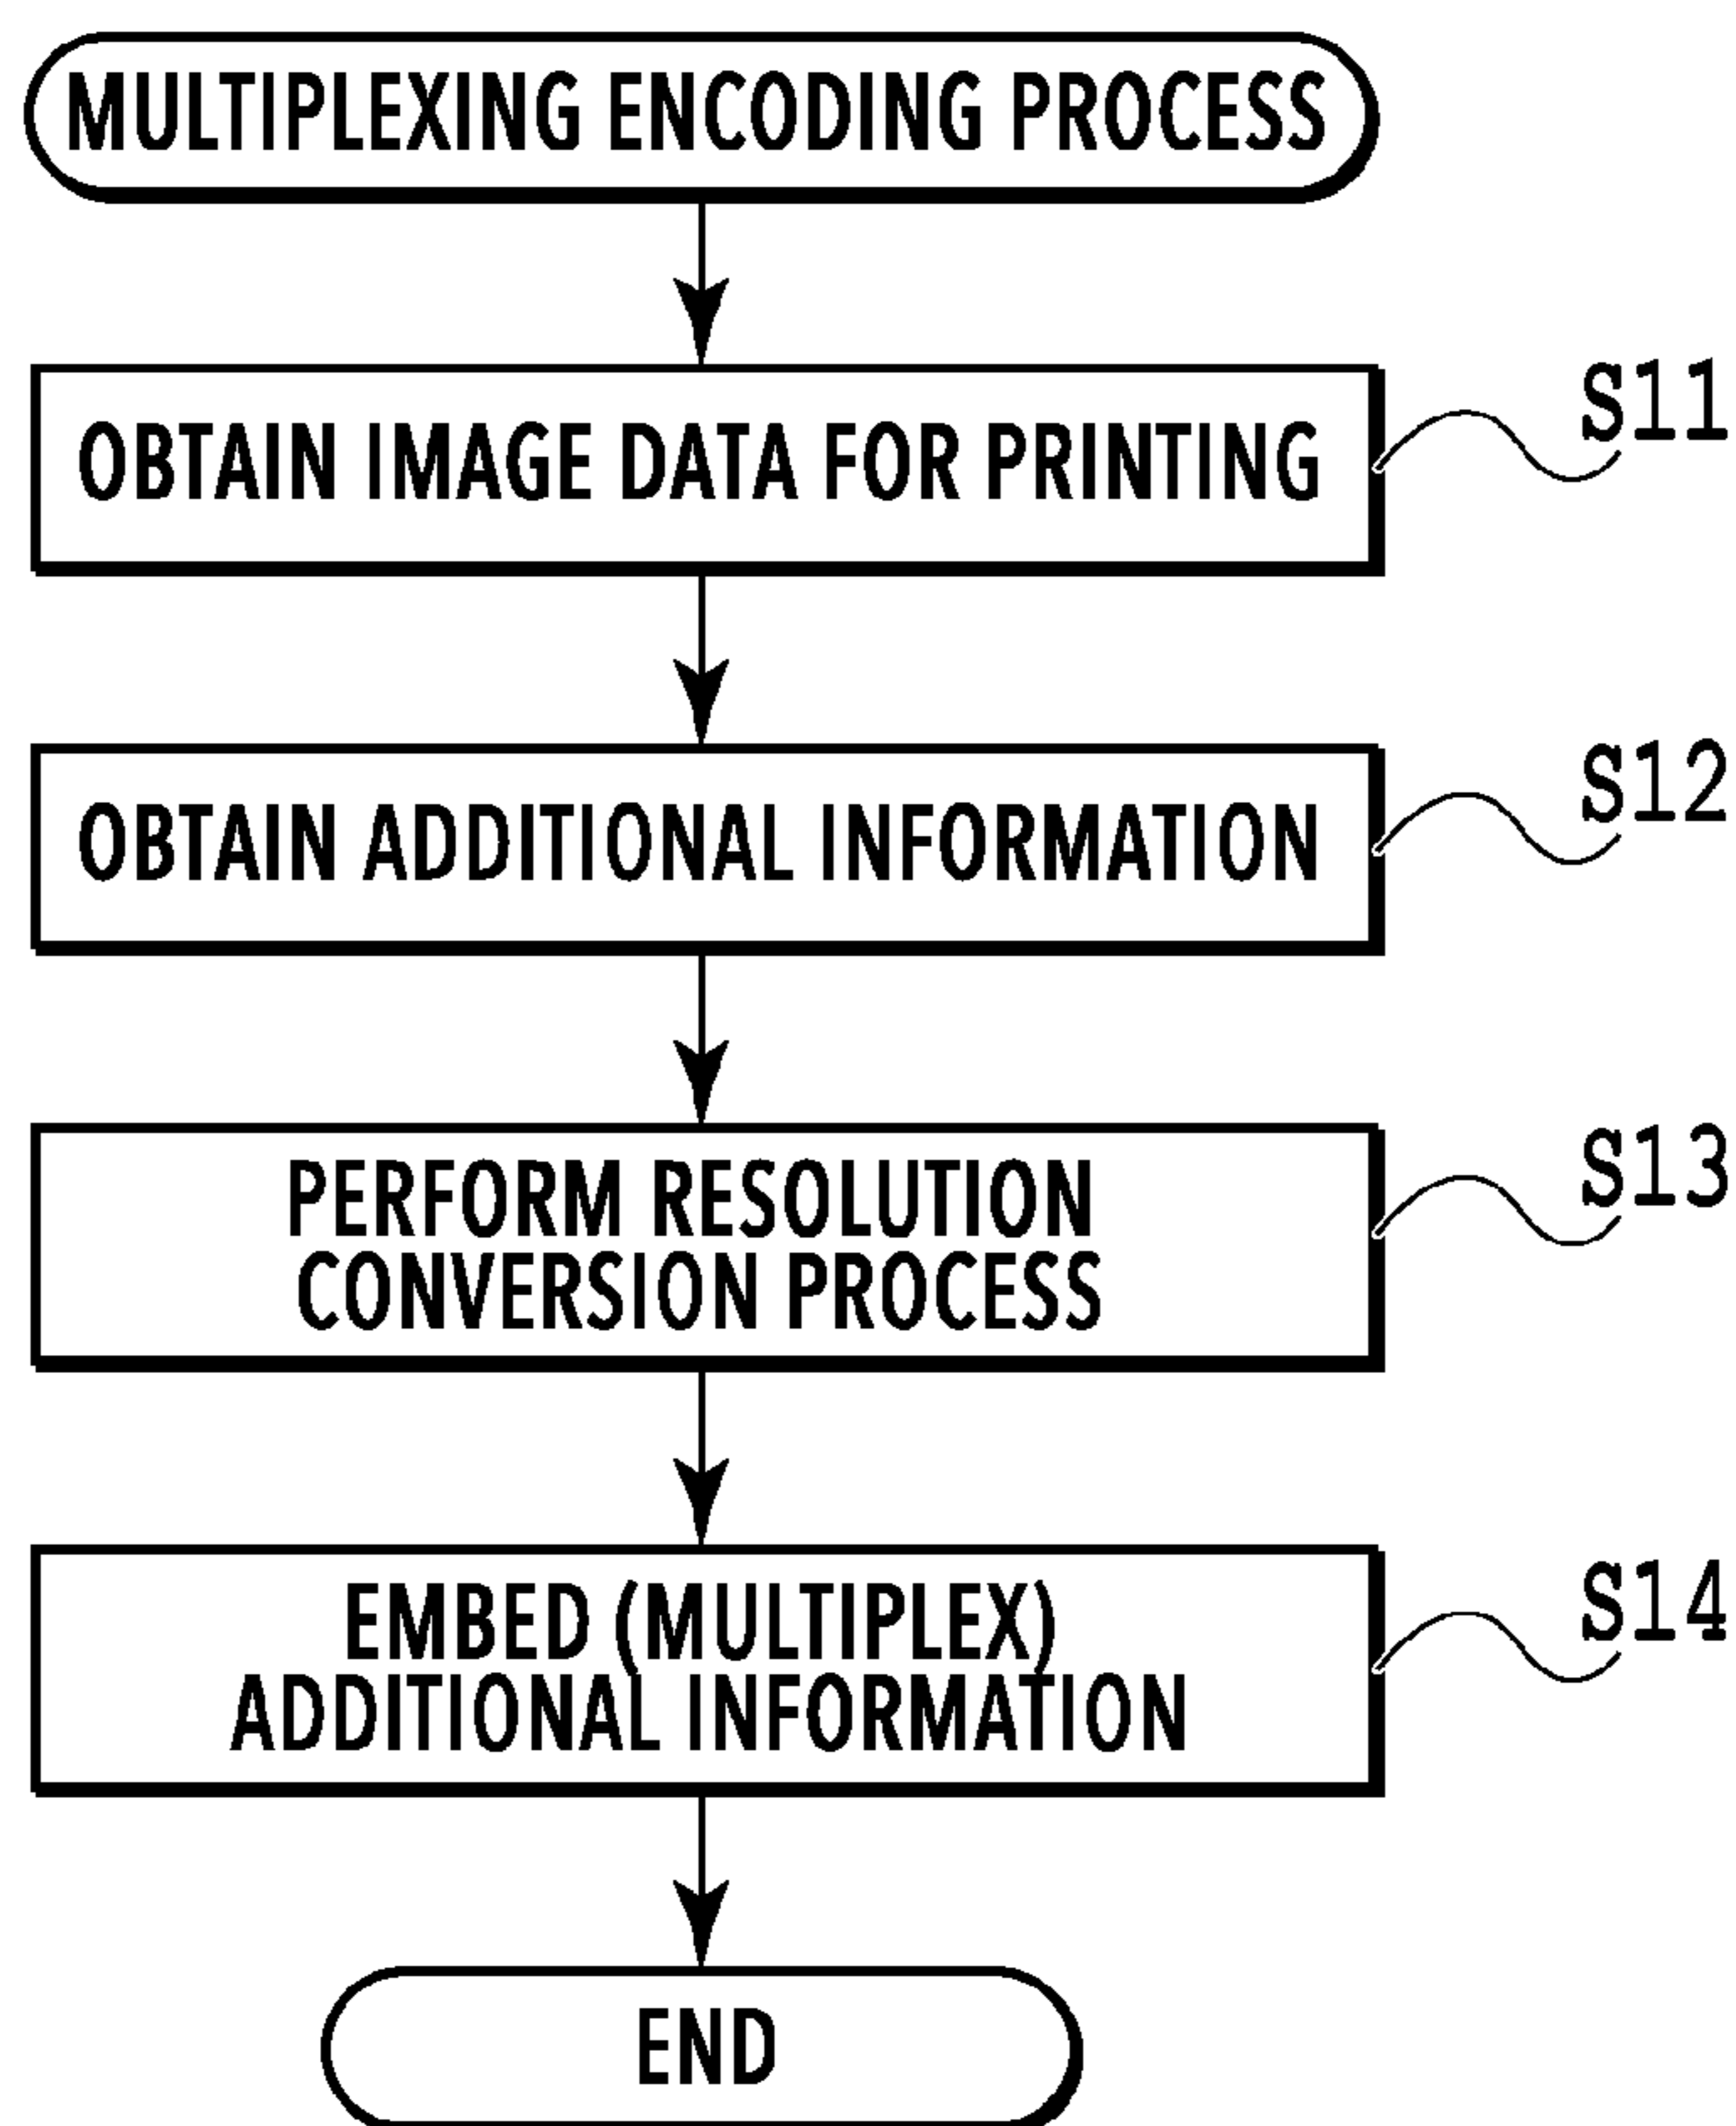 MULTIPLEXING ENCODING PROCESS
OBTAIN IMAGE DATA FOR PRINTING
S11
OBTAIN ADDITIONAL INFORMATION
S12
PERFORM RESOLUTION
CONVERSION PROCESS
S13
EMBED (MULTIPLEX)
ADDITIONAL INFORMATION
S14
END